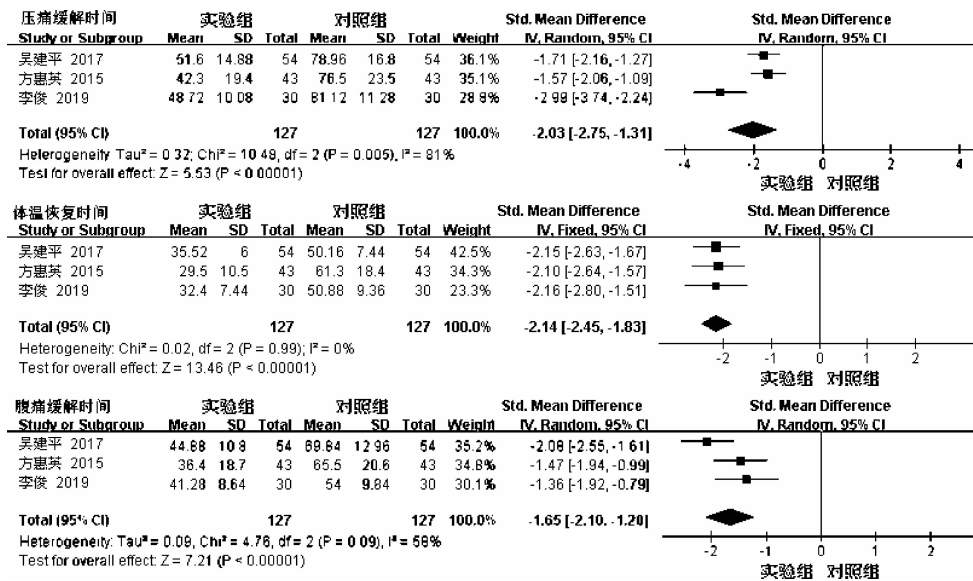 压痛缓解时间 实验组 对照组 Std. Mean Difference Std. Mean Difference
Study or Subgroup Mean SD Total Mean SD Total Weight IV, Random, 95% CI IV, Random, 95% CI
吴建平 2017 51.6 14.88 54 78.96 16.8 54 36.1% -1.71 [-2.16, -1.27]
方惠英 2015 42.3 19.4 43 76.5 23.5 43 35.1% -1.57 [-2.06, -1.09]
李俊 2019 48.72 10.08 30 81.12 11.28 30 28.8% -2.99 [-3.74, -2.24]
Total (95% CI) 127 127 100.0% -2.03 [-2.75, -1.31]
Heterogeneity: Tau² = 0.32; Chi² = 10.49, df = 2 (P = 0.005), I² = 81%
Test for overall effect: Z = 5.53 (P < 0.00001)
-4 -2 0 2 4
实验组 对照组
体温恢复时间 实验组 对照组 Std. Mean Difference Std. Mean Difference
Study or Subgroup Mean SD Total Mean SD Total Weight IV, Fixed, 95% CI IV, Fixed, 95% CI
吴建平 2017 35.52 6 54 50.16 7.44 54 42.5% -2.15 [-2.63, -1.67]
方惠英 2015 29.5 10.5 43 61.3 18.4 43 34.3% -2.10 [-2.64, -1.57]
李俊 2019 32.4 7.44 30 50.88 9.36 30 23.3% -2.16 [-2.80, -1.51]
Total (95% CI) 127 127 100.0% -2.14 [-2.45, -1.83]
Heterogeneity: Chi² = 0.02, df = 2 (P = 0.99); I² = 0%
Test for overall effect: Z = 13.46 (P < 0.00001)
-2 -1 0 1 2
实验组 对照组
腹痛缓解时间 实验组 对照组 Std. Mean Difference Std. Mean Difference
Study or Subgroup Mean SD Total Mean SD Total Weight IV, Random, 95% CI IV, Random, 95% CI
吴建平 2017 44.88 10.8 54 69.84 12.96 54 35.2% -2.08 [-2.55, -1.61]
方惠英 2015 36.4 18.7 43 65.5 20.6 43 34.8% -1.47 [-1.94, -0.99]
李俊 2019 41.28 8.64 30 54 9.84 30 30.1% -1.36 [-1.92, -0.79]
Total (95% CI) 127 127 100.0% -1.65 [-2.10, -1.20]
Heterogeneity: Tau² = 0.09, Chi² = 4.76, df = 2 (P = 0.09), I² = 58%
Test for overall effect: Z = 7.21 (P < 0.00001)
-2 -1 0 1 2
实验组 对照组